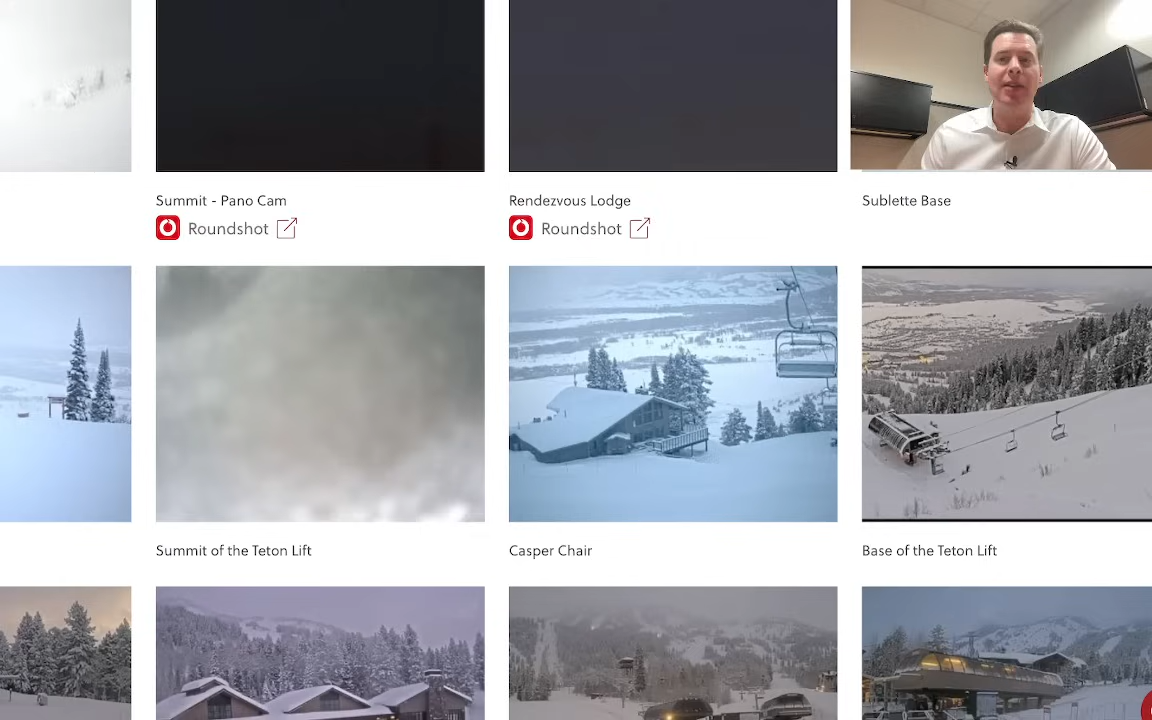 Summit - Pano Cam
Rendezvous Lodge
Sublette Base
Roundshot
Roundshot
Summit of the Teton Lift
Casper Chair
Base of the Teton Lift